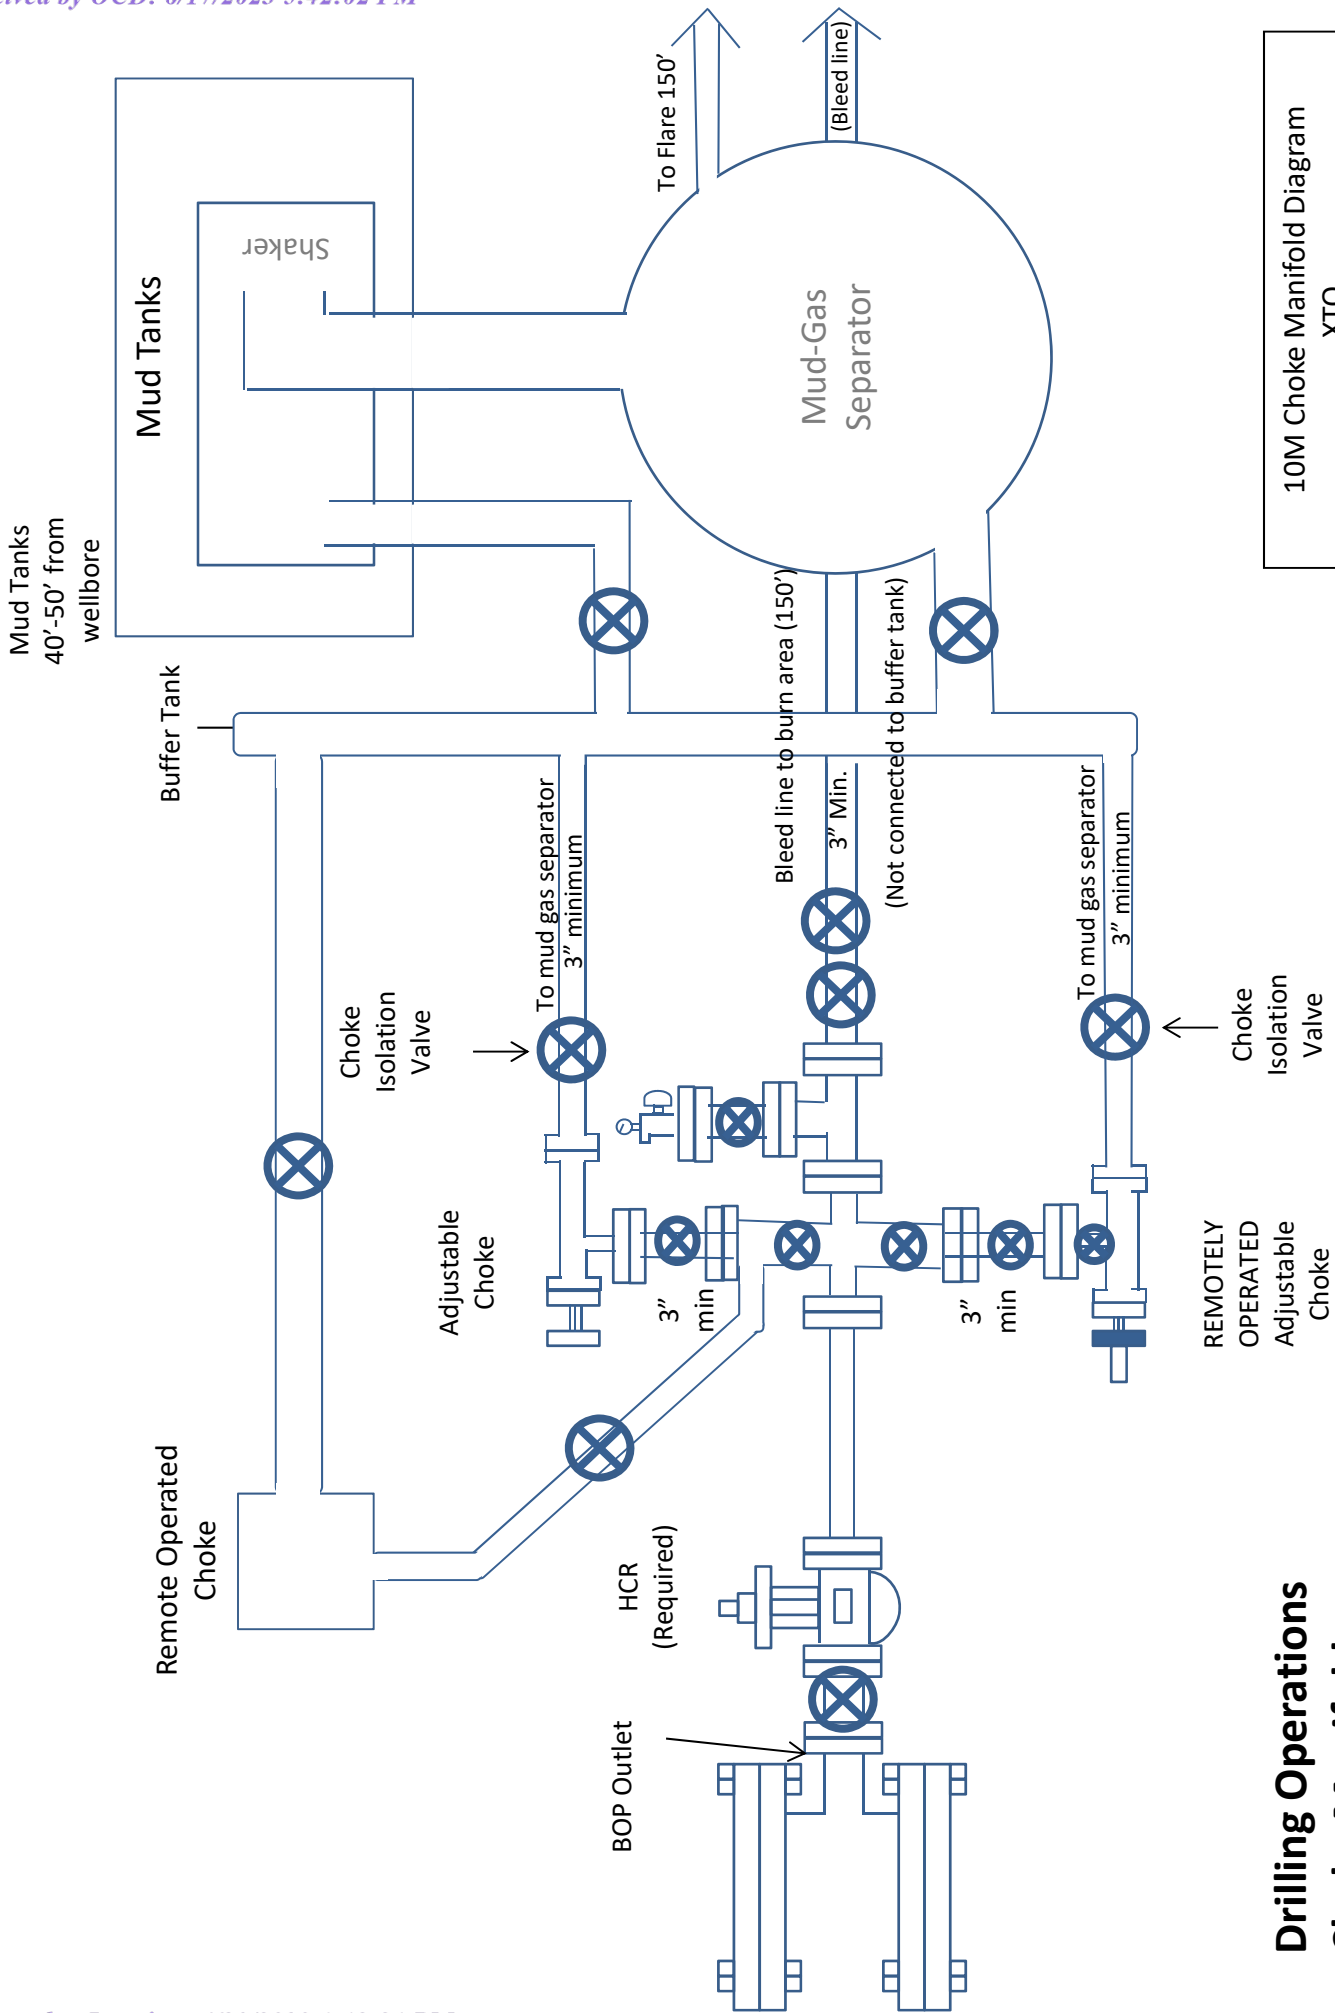 Mud Tanks
40’-50’ from
wellbore
Mud Tanks
Shaker
To Flare 150’
(Bleed line)
Mud-Gas
Separator
Buffer Tank
To mud gas separator
3” minimum
Bleed line to burn area (150’)
3” Min.
(Not connected to buffer tank)
To mud gas separator
3” minimum
Choke
Isolation
Valve
Choke
Isolation
Valve
Adjustable
Choke
3”
min
3”
min
REMOTELY
OPERATED
Adjustable
Choke
Remote Operated
Choke
HCR
(Required)
BOP Outlet
10M Choke Manifold Diagram
XTO
Drilling Operations